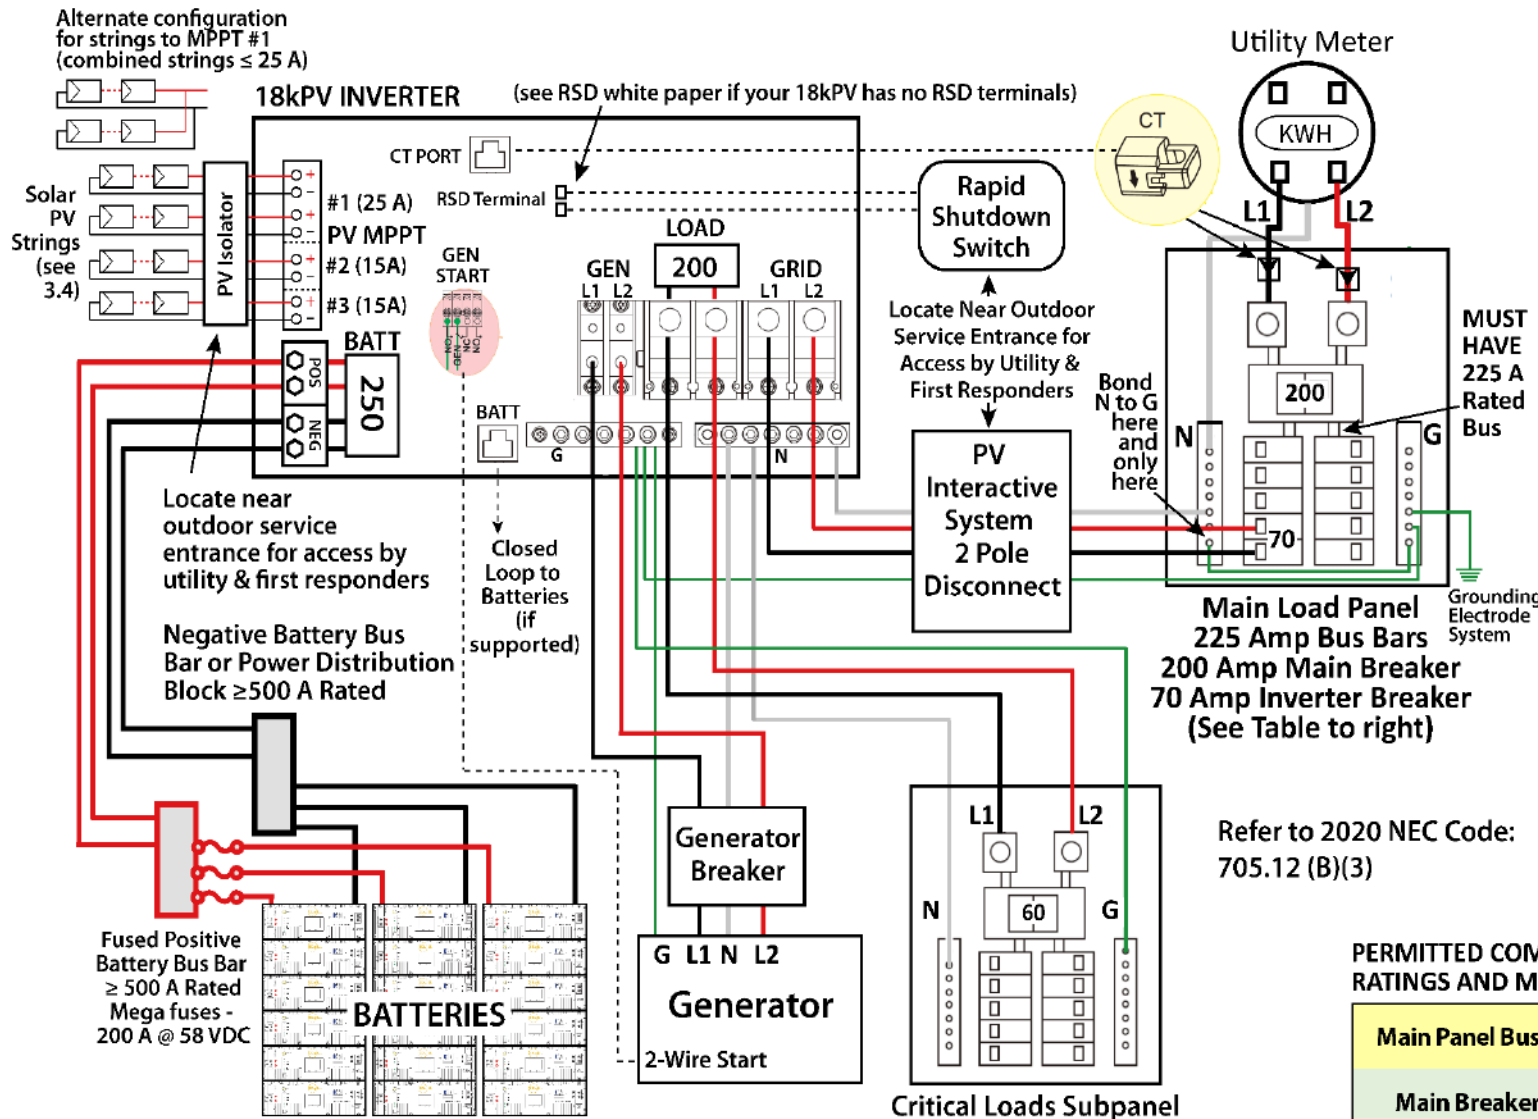 Alternate configuration
for strings to MPPT #1
(combined strings ≤ 25 A)
18kPV INVERTER
(see RSD white paper if your 18kPV has no RSD terminals)
Utility Meter
KWH
CT
L1
L2
CT PORT
RSD Terminal
Rapid
Shutdown
Switch
Solar
PV
Strings
(see
3.4)
PV Isolator
+
−
#1 (25 A)
+
−
PV MPPT
+
−
#2 (15A)
+
−
#3 (15A)
GEN
START
NO
GEN
NC
NO
LOAD
200
GEN
L1 L2
GRID
L1 L2
Locate Near Outdoor
Service Entrance for
Access by Utility &
First Responders
BATT
POS
NEG
250
BATT
G
N
PV
Interactive
System
2 Pole
Disconnect
Bond
N to G
here
and
only
here
200
N
G
70
MUST
HAVE
225 A
Rated
Bus
Grounding
Electrode
System
Main Load Panel
225 Amp Bus Bars
200 Amp Main Breaker
70 Amp Inverter Breaker
(See Table to right)
Locate near
outdoor service
entrance for access by
utility & first responders
Closed
Loop to
Batteries
(if
supported)
Negative Battery Bus
Bar or Power Distribution
Block ≥500 A Rated
Generator
Breaker
G L1 N L2
Generator
2-Wire Start
L1
L2
N
60
G
Critical Loads Subpanel
Refer to 2020 NEC Code:
705.12 (B)(3)
Fused Positive
Battery Bus Bar
≥ 500 A Rated
Mega fuses -
200 A @ 58 VDC
BATTERIES
PERMITTED COM
RATINGS AND M
Main Panel Bus
Main Breaker